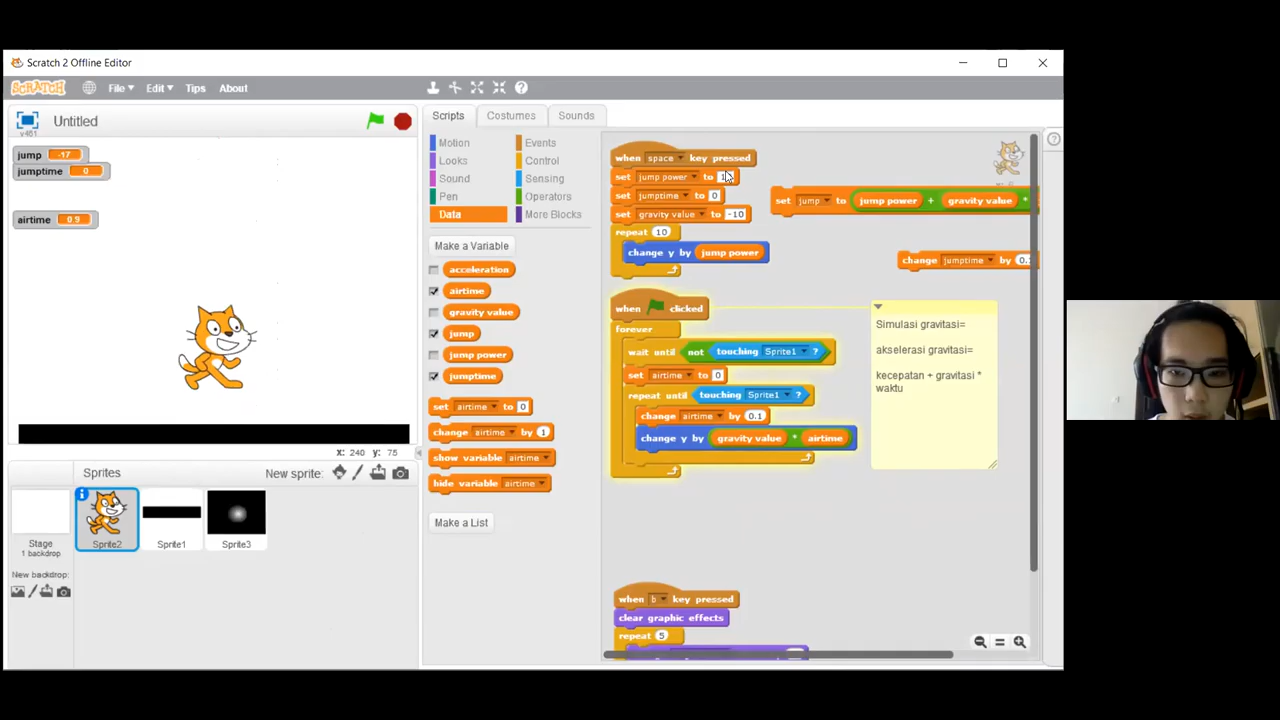 Scratch 2 Offline Editor
SCRATCH File Edit Tips About
v461 Untitled
jump -17
jumptime 0
airtime 0.9
x: 240 y: 75
Sprites New sprite:
Stage
1 backdrop
New backdrop:
Sprite2 Sprite1 Sprite3
Scripts Costumes Sounds
Motion Events
Looks Control
Sound Sensing
Pen Operators
Data More Blocks
Make a Variable
acceleration
airtime
gravity value
jump
jump power
jumptime
set airtime to 0
change airtime by 1
show variable airtime
hide variable airtime
Make a List
when space key pressed
set jump power to
set jumptime to 0
set gravity value to -10
repeat 10
change y by jump power
set jump to jump power + gravity value *
change jumptime by 0.
when clicked
forever
wait until not touching Sprite1 ?
set airtime to 0
repeat until touching Sprite1 ?
change airtime by 0.1
change y by gravity value * airtime
Simulasi gravitasi=
akselerasi gravitasi=
kecepatan + gravitasi *
waktu
when b key pressed
clear graphic effects
repeat 5